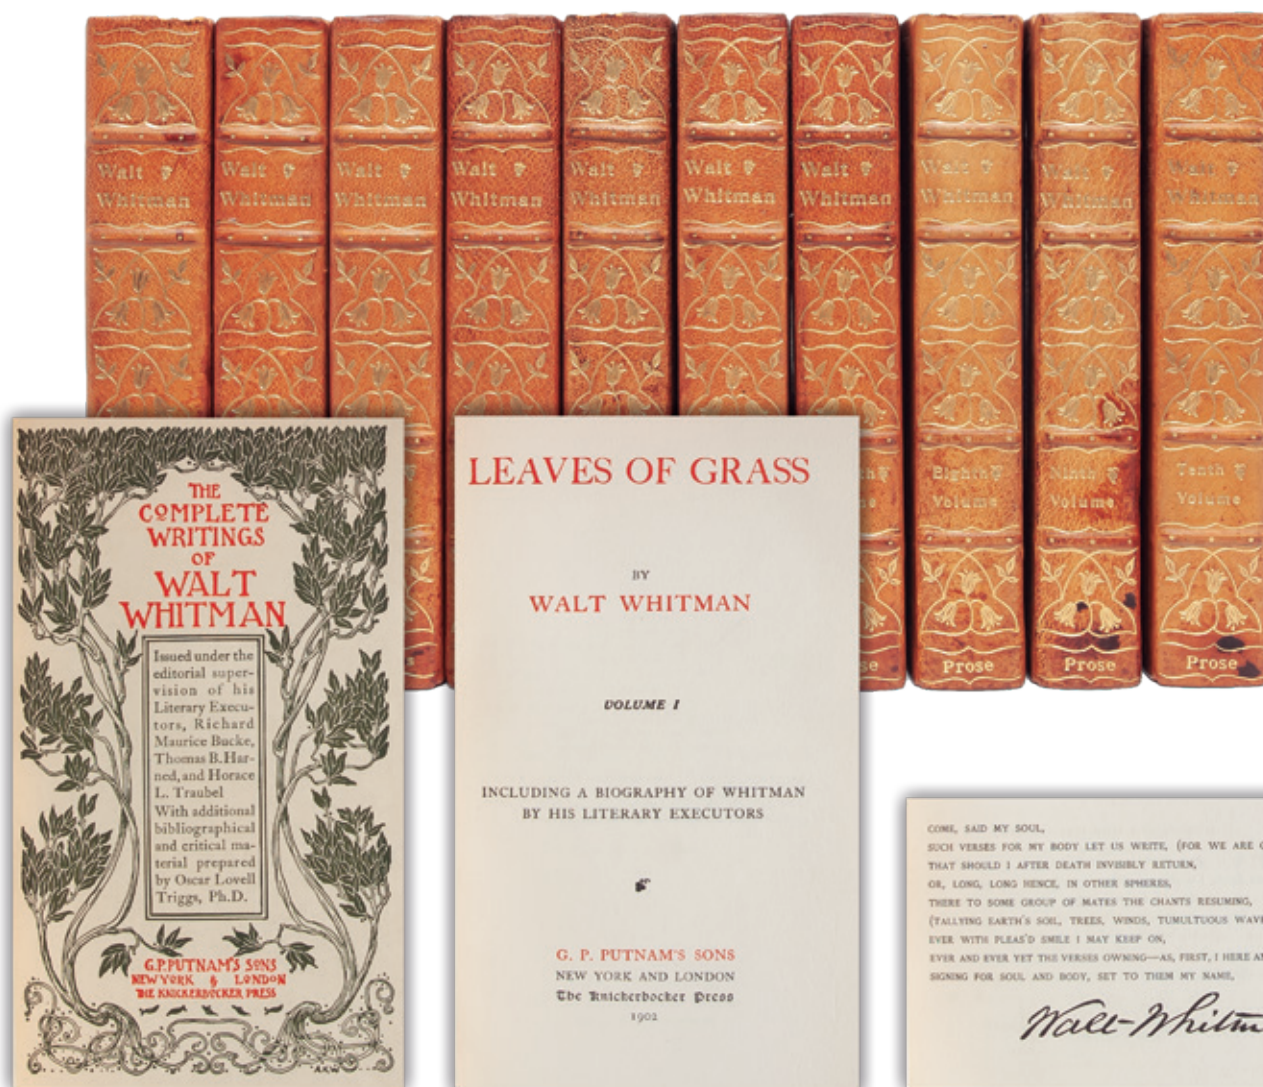 Walt
Whitman
Walt
Whitman
Walt
Whitman
Walt
Whitman
Walt
Whitman
Walt
Whitman
Walt
Whitman
Walt
Whitman
Walt
Whitman
Walt
Whitman
Eighth
Volume
Prose
Ninth
Volume
Prose
Tenth
Volume
Prose
THE
COMPLETE
WRITINGS
OF
WALT
WHITMAN
Issued under the
editorial super-
vision of his
Literary Execu-
tors, Richard
Maurice Bucke,
Thomas B. Har-
ned, and Horace
L. Traubel
With additional
bibliographical
and critical ma-
terial prepared
by Oscar Lovell
Triggs, Ph.D.
G.P. PUTNAM'S SONS
NEW YORK & LONDON
THE KNICKERBOCKER PRESS
LEAVES OF GRASS
BY
WALT WHITMAN
VOLUME I
INCLUDING A BIOGRAPHY OF WHITMAN
BY HIS LITERARY EXECUTORS
G. P. PUTNAM'S SONS
NEW YORK AND LONDON
The Knickerbocker Press
1902
COME, SAID MY SOUL,
SUCH VERSES FOR MY BODY LET US WRITE, (FOR WE ARE
THAT SHOULD I AFTER DEATH INVISIBLY RETURN,
OR, LONG, LONG HENCE, IN OTHER SPHERES,
THERE TO SOME GROUP OF MATES THE CHANTS RESUMING,
(TALLYING EARTH'S SOIL, TREES, WINDS, TUMULTUOUS
EVER WITH PLEAS'D SMILE I MAY KEEP ON,
EVER AND EVER YET THE VERSES OWNING—AS, FIRST, I HERE
SIGNING FOR SOUL AND BODY, SET TO THEM MY NAME,
Walt Whitm